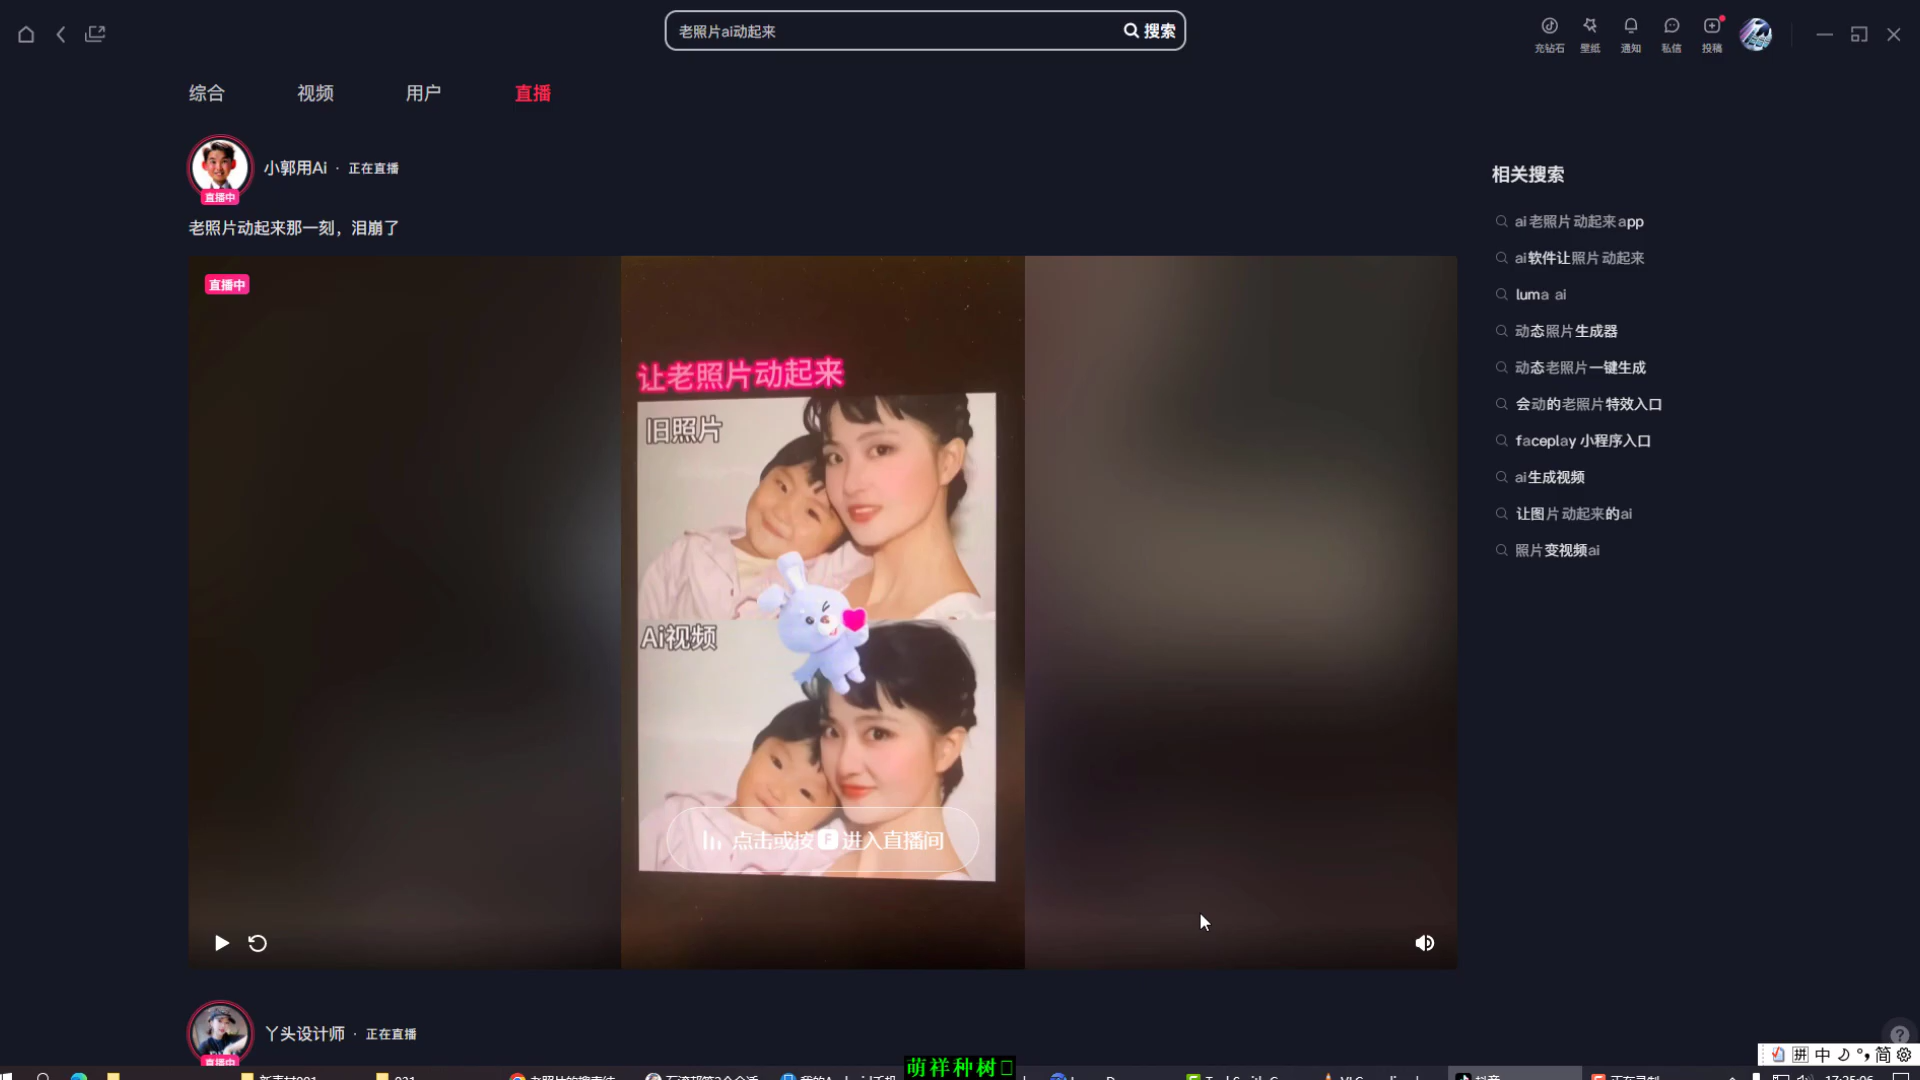 老照片ai动起来
搜索
充钻石
壁纸
通知
私信
投稿
综合
视频
用户
直播
小郭用Ai · 正在直播
直播中
老照片动起来那一刻，泪崩了
直播中
让老照片动起来
旧照片
Ai视频
点击或按 F 进入直播间
相关搜索
ai老照片动起来app
ai软件让照片动起来
luma ai
动态照片生成器
动态老照片一键生成
会动的老照片特效入口
faceplay 小程序入口
ai生成视频
让图片动起来的ai
照片变视频ai
丫头设计师 · 正在直播
直播中
萌祥种树
拼 中 简